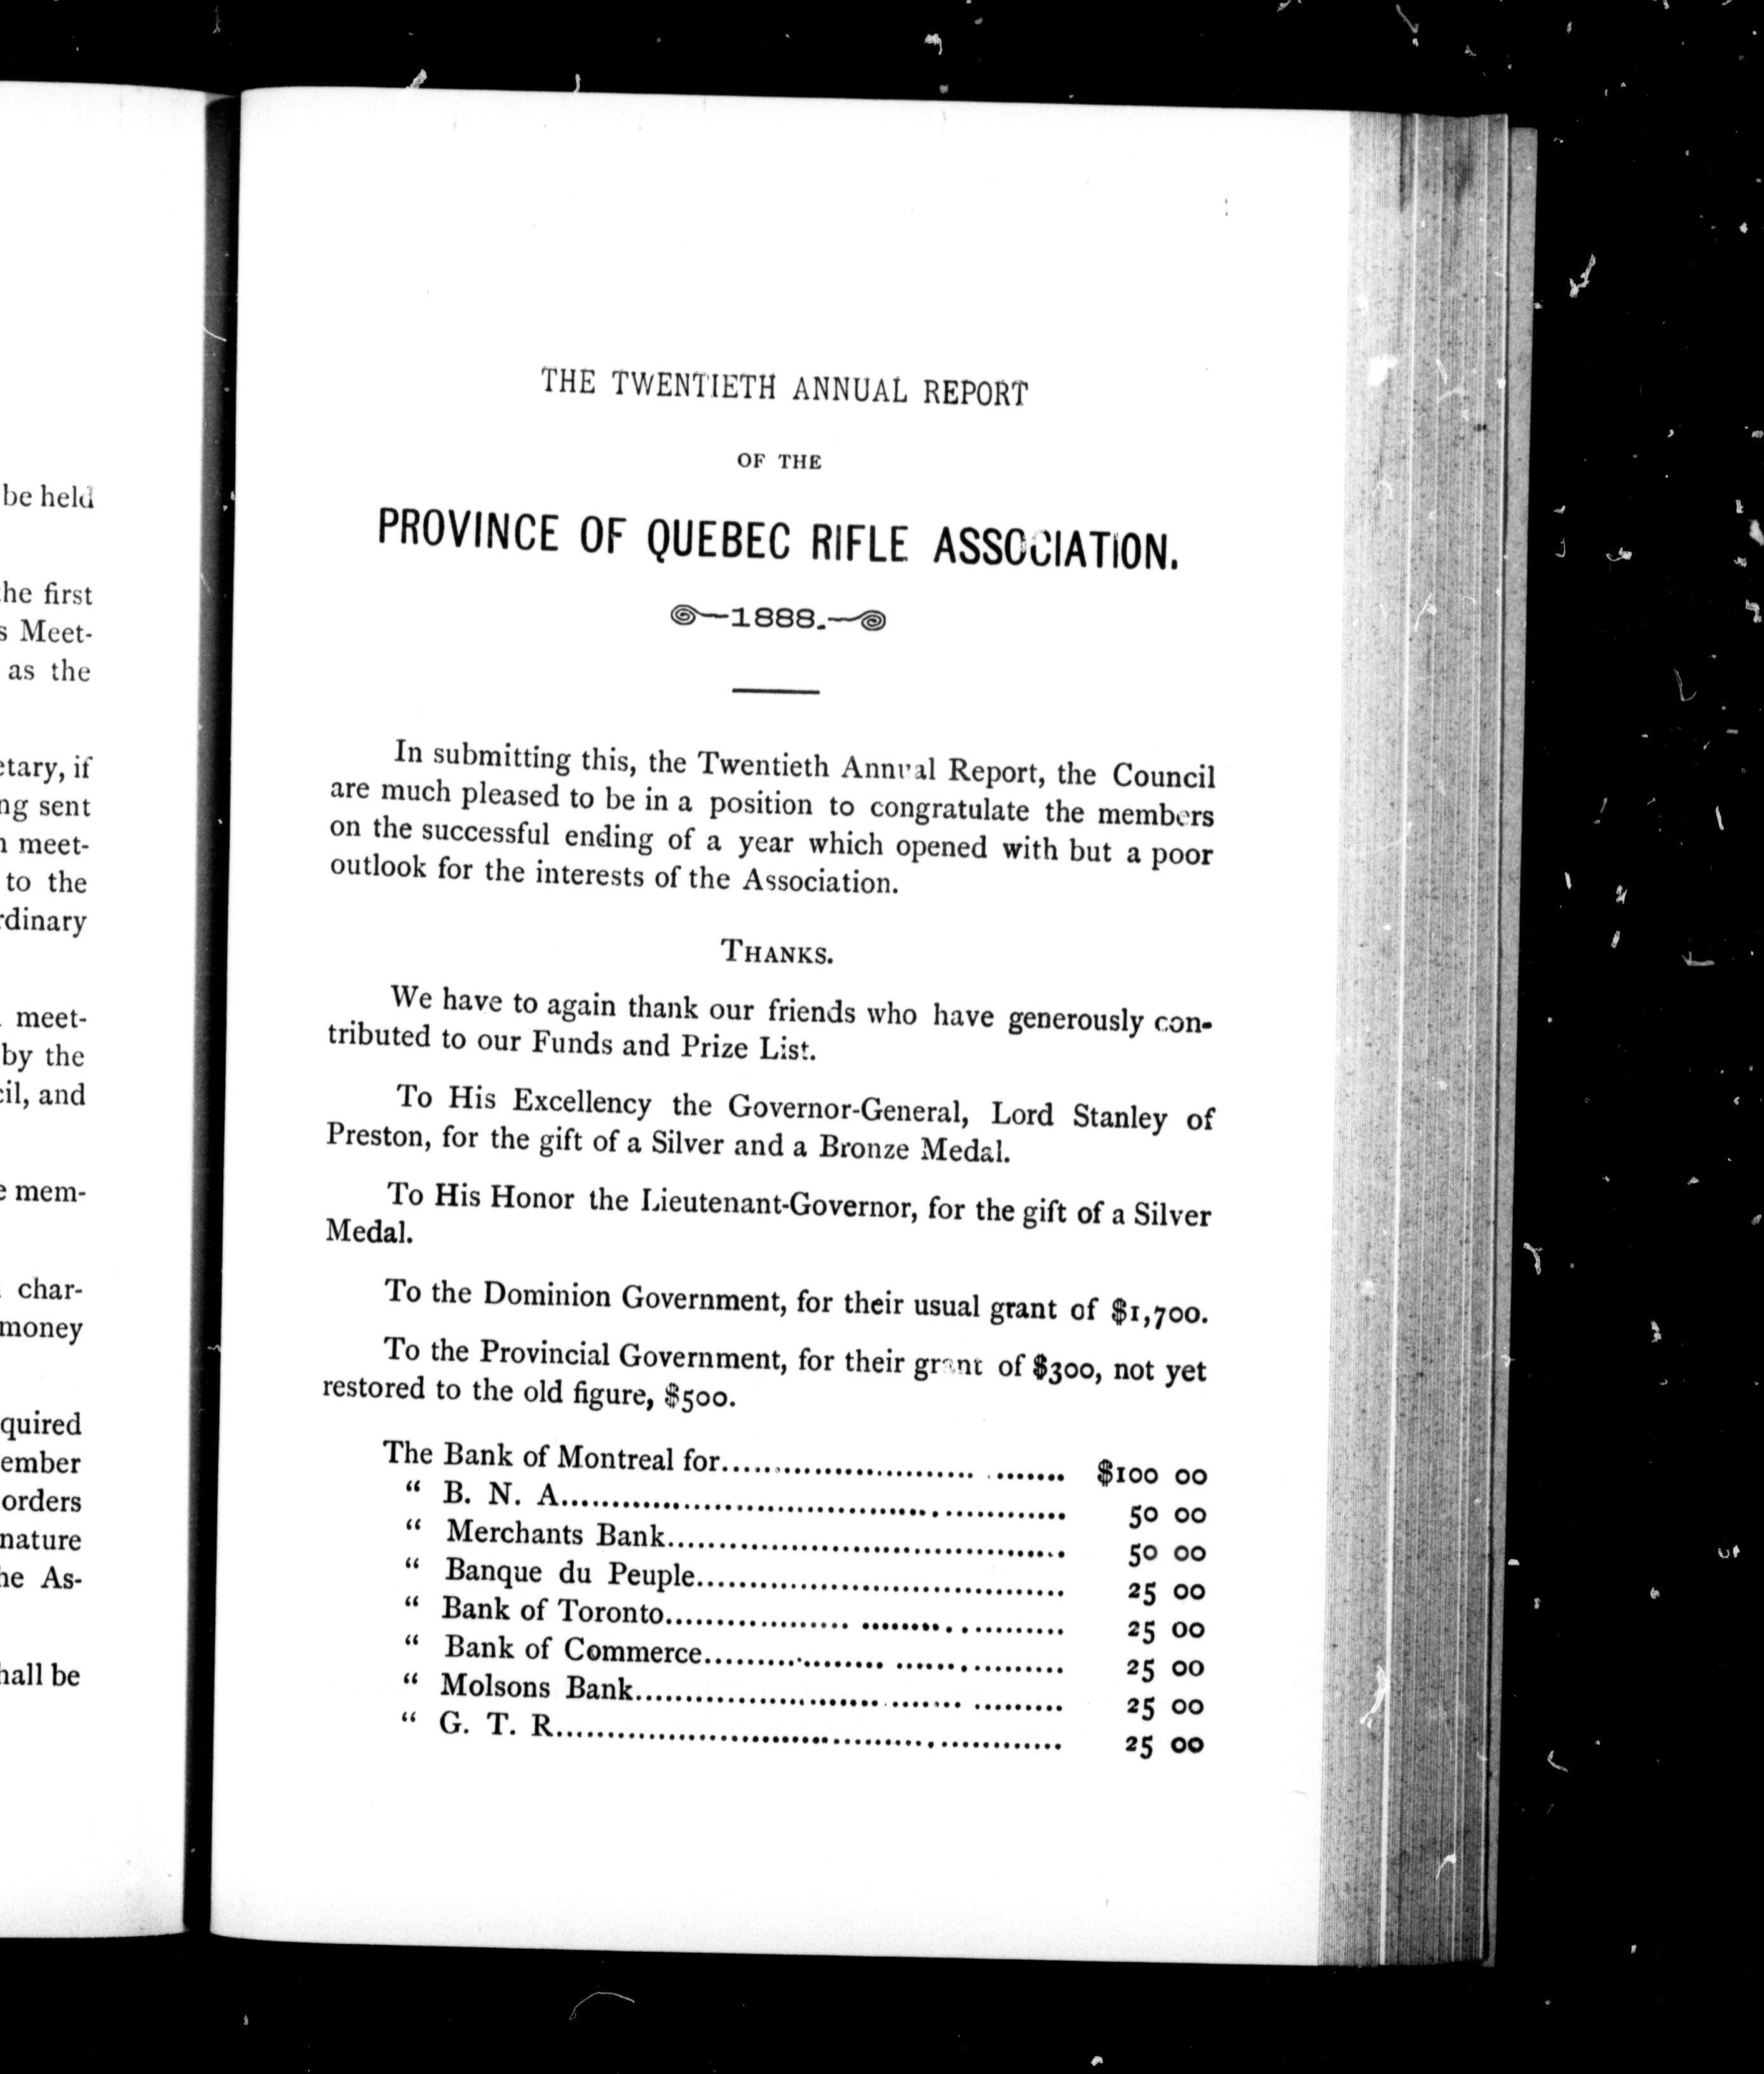 be held
he first
s Meet-
as the
etary, if
ng sent
meet-
to the
rdinary
meet-
by the
cil, and
e mem-
char-
money
quired
ember
orders
nature
he As-
hall be
THE TWENTIETH ANNUAL REPORT
OF THE
PROVINCE OF QUEBEC RIFLE ASSOCIATION.
1888.
In submitting this, the Twentieth Annual Report, the Council
are much pleased to be in a position to congratulate the members
on the successful ending of a year which opened with but a poor
outlook for the interests of the Association.
THANKS.
We have to again thank our friends who have generously con-
tributed to our Funds and Prize List.
To His Excellency the Governor-General, Lord Stanley of
Preston, for the gift of a Silver and a Bronze Medal.
To His Honor the Lieutenant-Governor, for the gift of a Silver
Medal.
To the Dominion Government, for their usual grant of $1,700.
To the Provincial Government, for their grant of $300, not yet
restored to the old figure, $500.
The Bank of Montreal for........................................ $100 00
“ B. N. A........................................ 50 00
“ Merchants Bank........................................ 50 00
“ Banque du Peuple........................................ 25 00
“ Bank of Toronto........................................ 25 00
“ Bank of Commerce........................................ 25 00
“ Molsons Bank........................................ 25 00
“ G. T. R........................................ 25 00